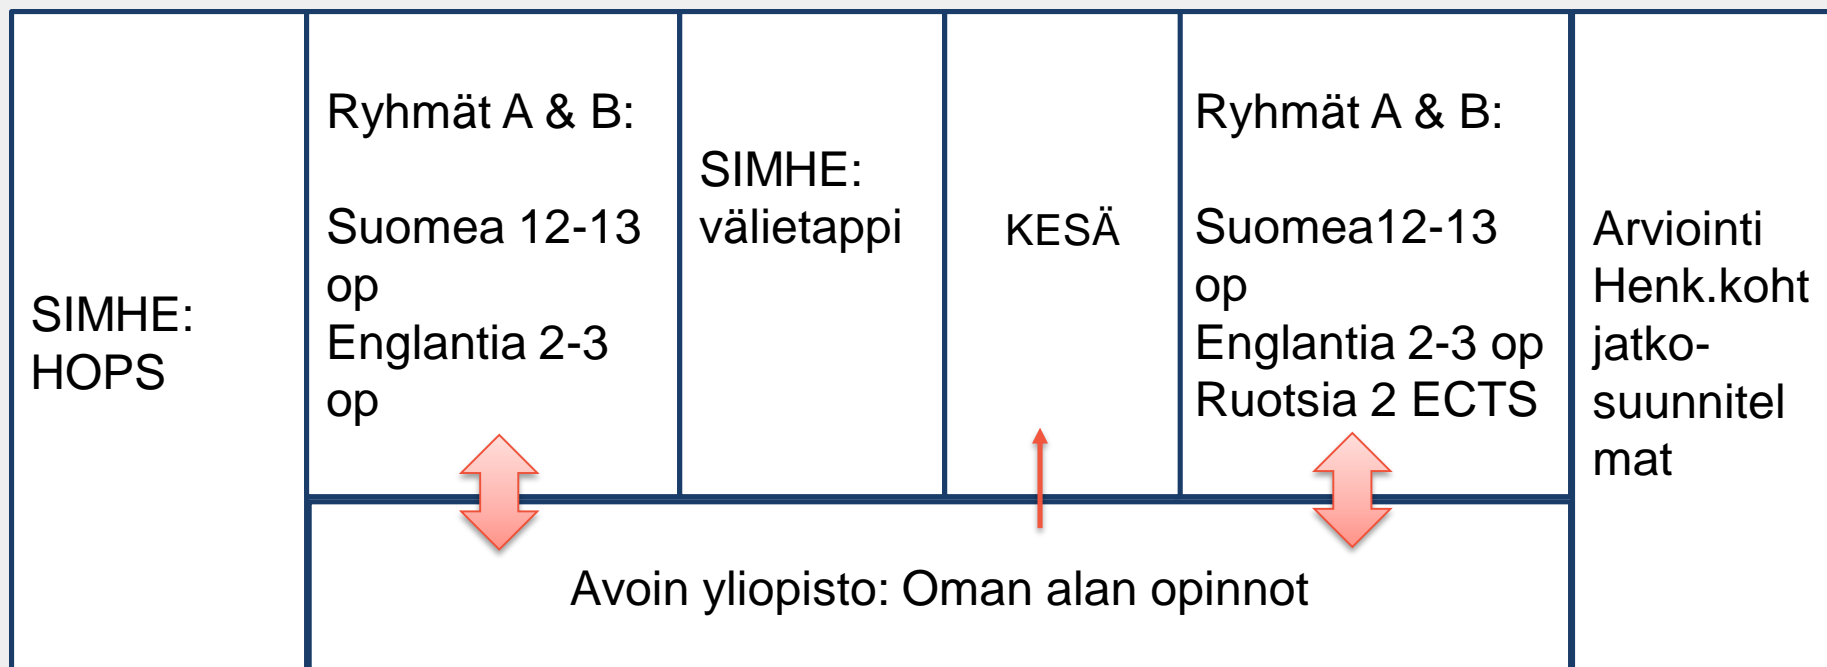 SIMHE:
HOPS
Ryhmät A & B:
Suomea 12-13
op
Englantia 2-3
op
SIMHE:
välietappi
KESÄ
Ryhmät A & B:
Suomea12-13
op
Englantia 2-3 op
Ruotsia 2 ECTS
Arviointi
Henk.koht
jatko-
suunnitel
mat
Avoin yliopisto: Oman alan opinnot